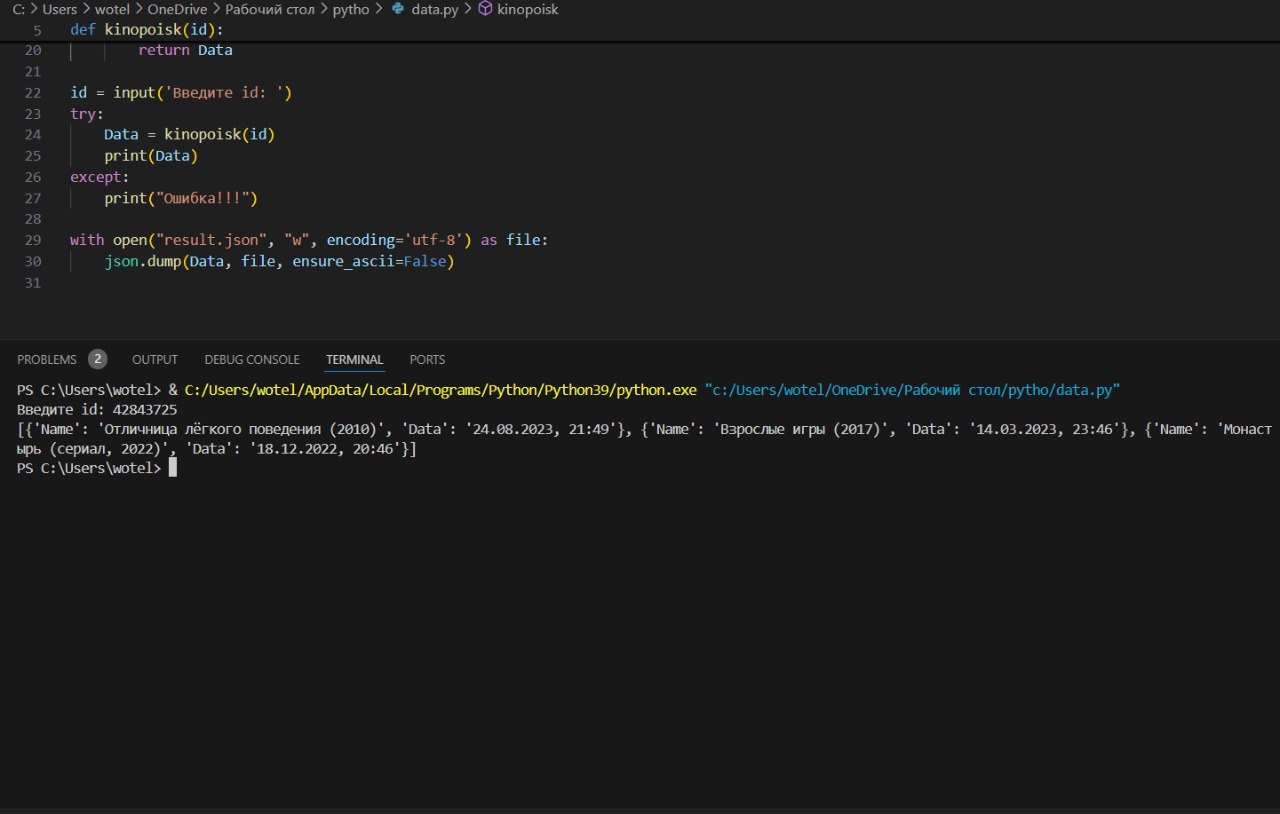 C: > Users > wotel > OneDrive > Рабочий стол > pytho > data.py > kinopoisk
5 def kinopoisk(id):
20 return Data
21
22 id = input('Введите id: ')
23 try:
24 Data = kinopoisk(id)
25 print(Data)
26 except:
27 print("Ошибка!!!")
28
29 with open("result.json", "w", encoding='utf-8') as file:
30 json.dump(Data, file, ensure_ascii=False)
31
PROBLEMS 2 OUTPUT DEBUG CONSOLE TERMINAL PORTS
PS C:\Users\wotel> & C:/Users/wotel/AppData/Local/Programs/Python/Python39/python.exe "c:/Users/wotel/OneDrive/Рабочий стол/pytho/data.py"
Введите id: 42843725
[{'Name': 'Отличница лёгкого поведения (2010)', 'Data': '24.08.2023, 21:49'}, {'Name': 'Взрослые игры (2017)', 'Data': '14.03.2023, 23:46'}, {'Name': 'Монаст
ырь (сериал, 2022)', 'Data': '18.12.2022, 20:46'}]
PS C:\Users\wotel>